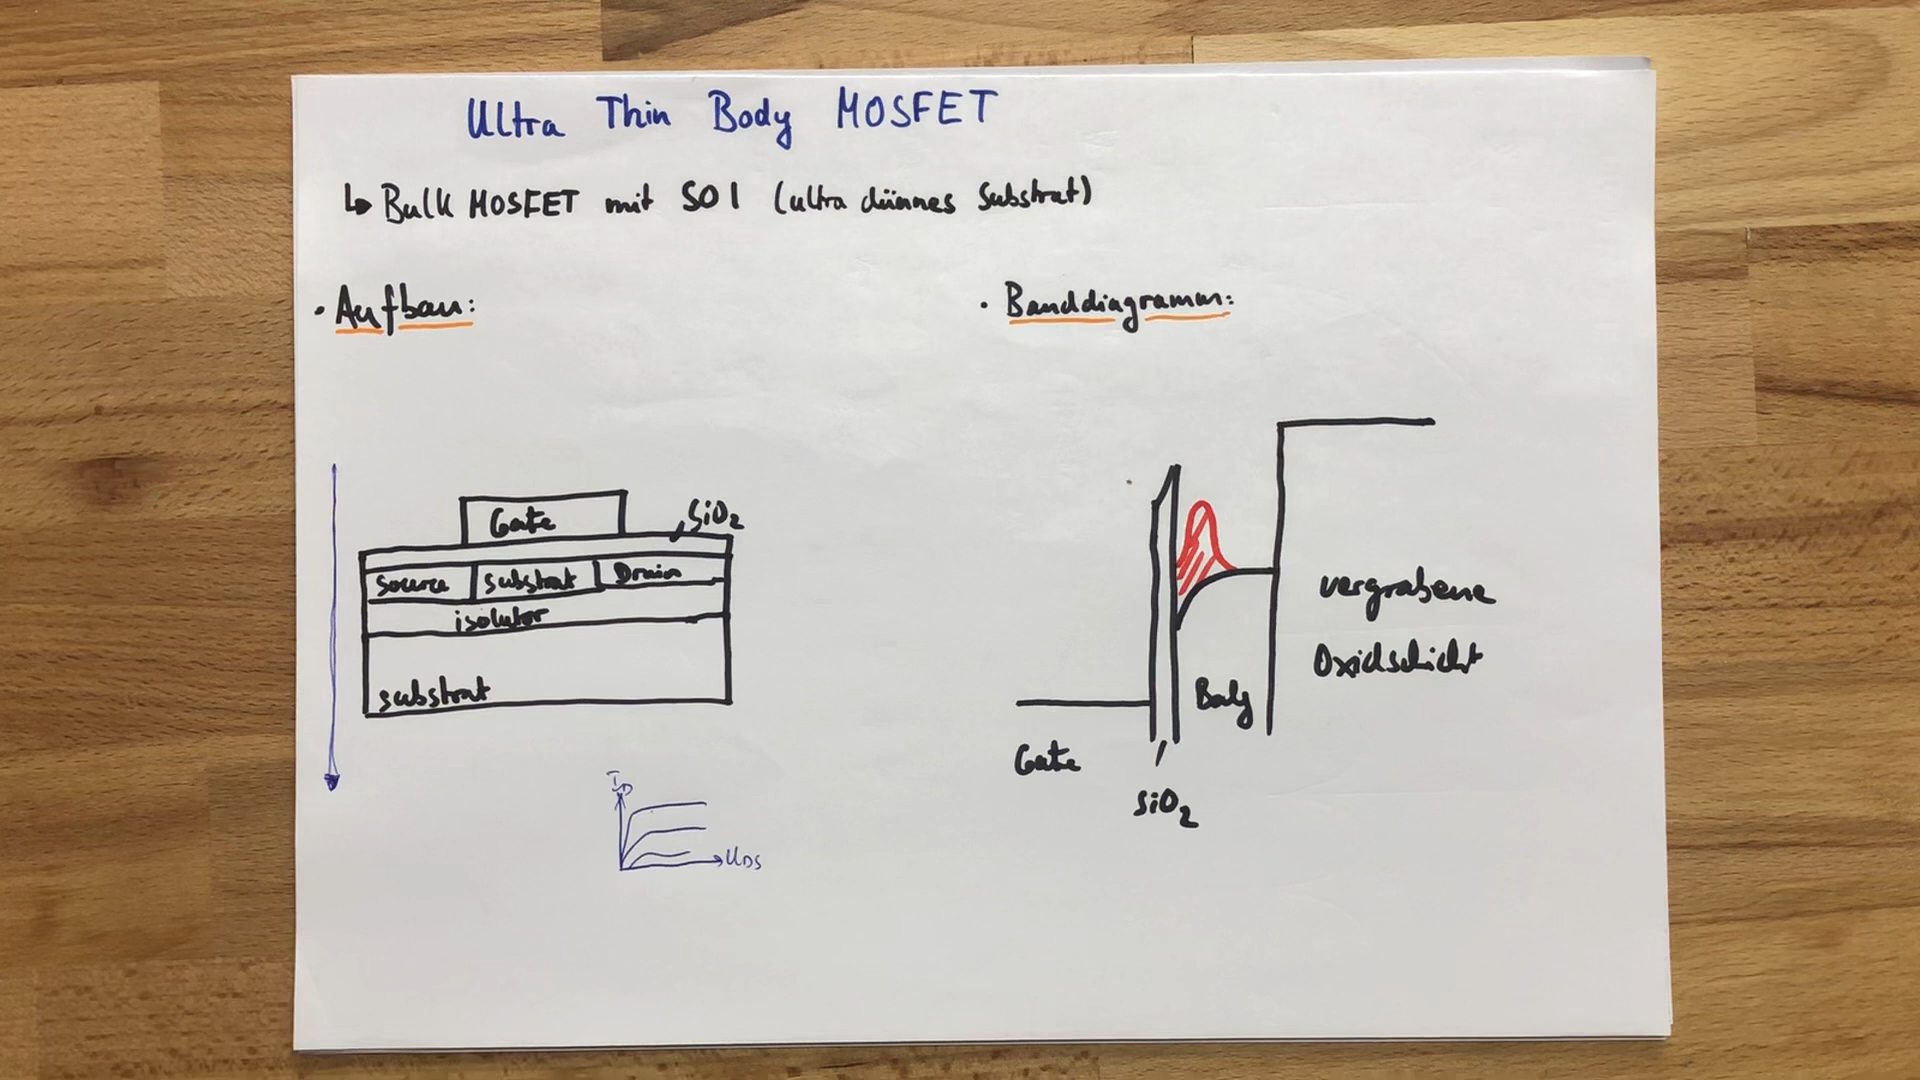 Ultra Thin Body MOSFET
↳ Bulk MOSFET mit SOI (ultra dünnes Substrat)
• Aufbau:
• Banddiagramm:
Gate
SiO2
Source
Substrat
Drain
isolator
substrat
ID
UDS
vergrabene
Oxidschicht
Body
Gate
SiO2